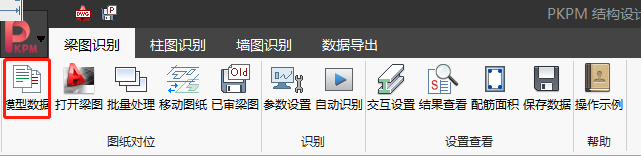 DWG
PKPM 结构设计
P
KPM
梁图识别 柱图识别 墙图识别 数据导出
Old
模型数据 打开梁图 批量处理 移动图纸 已审梁图 参数设置 自动识别 交互设置 结果查看 配筋面积 保存数据 操作示例
图纸对位 识别 设置查看 帮助